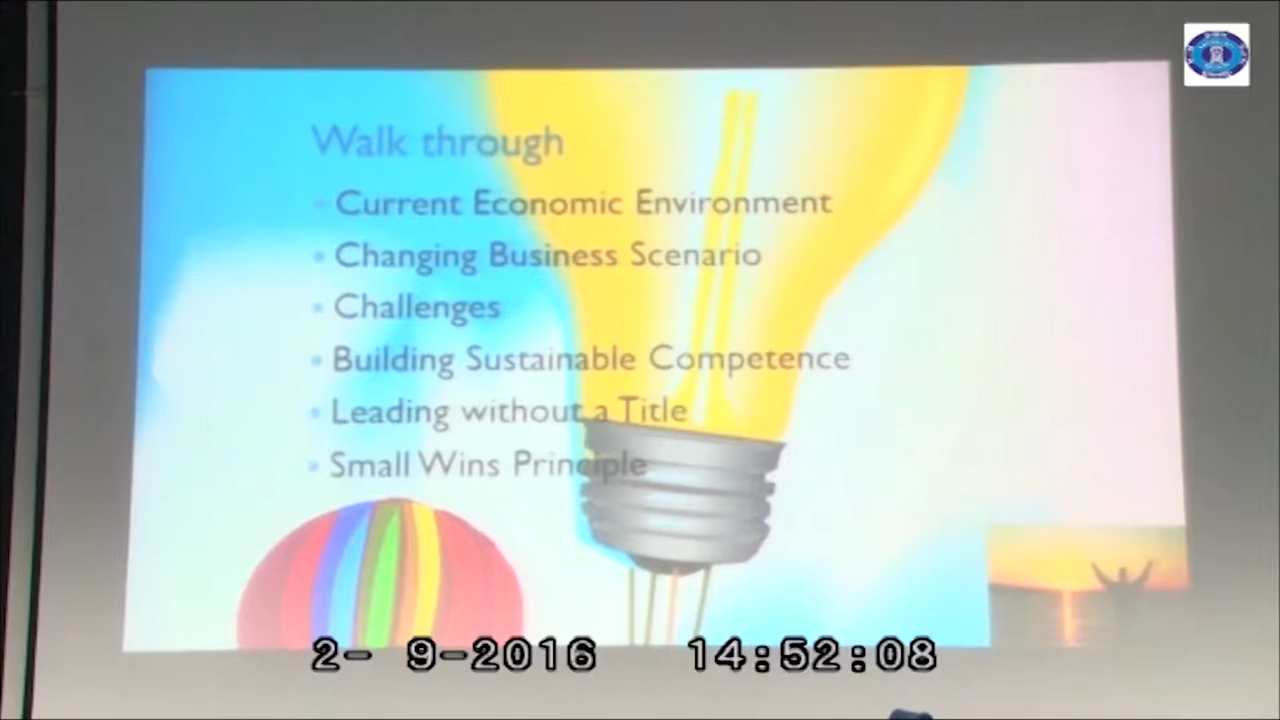 Walk through
Current Economic Environment
Changing Business Scenario
Challenges
Building Sustainable Competence
Leading without a Title
Small Wins Principle
2- 9-2016 14:52:08